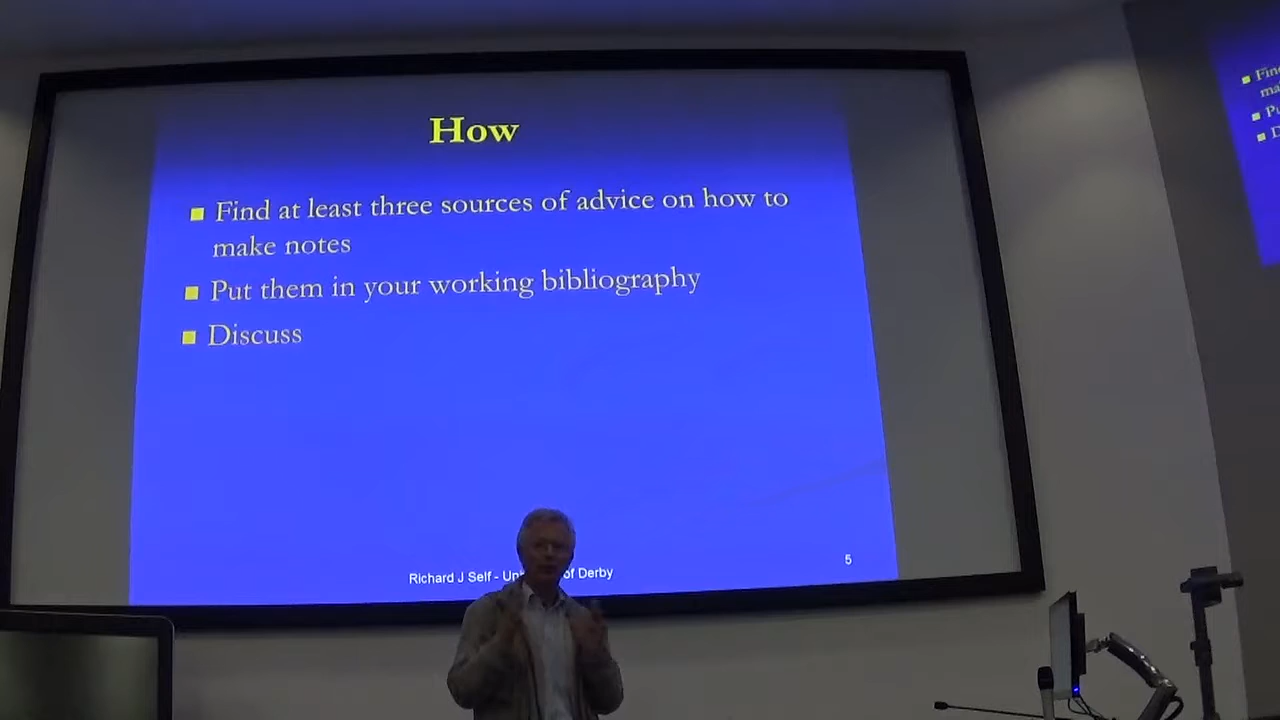 How
Find at least three sources of advice on how to
make notes
Put them in your working bibliography
Discuss
Richard J Self - of Derby
5